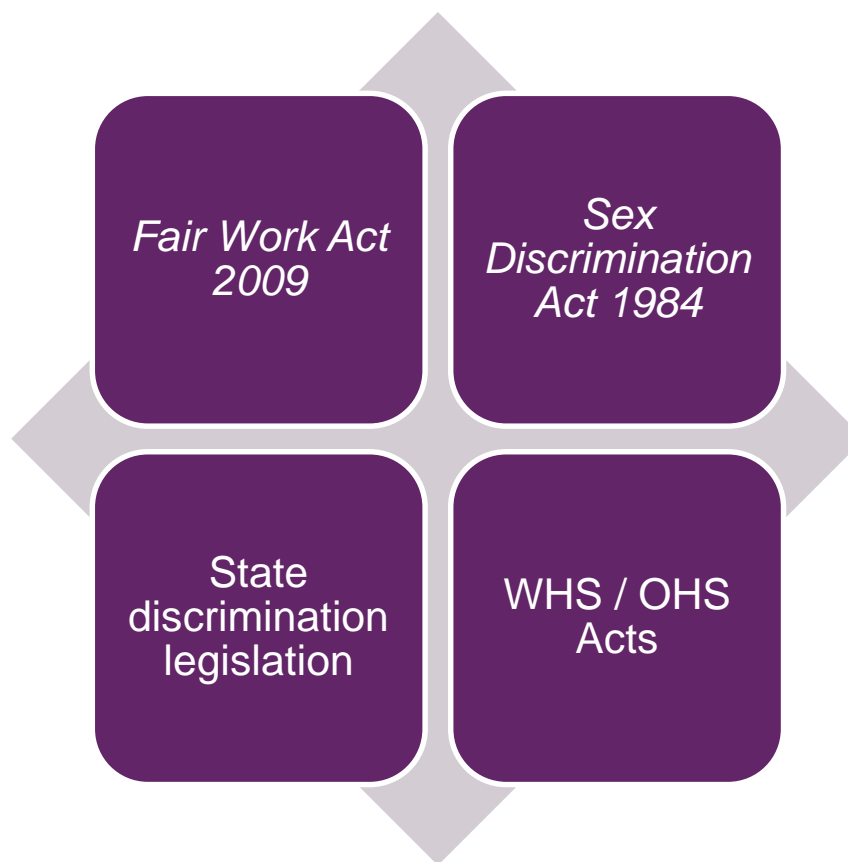 Fair Work Act
2009
Sex
Discrimination
Act 1984
State
discrimination
legislation
WHS / OHS
Acts